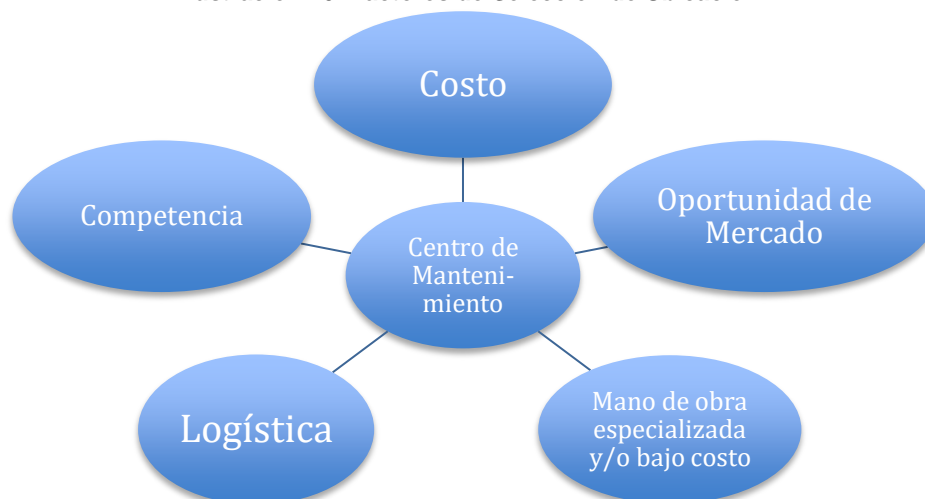 Costo
Competencia
Oportunidad de
Mercado
Centro de
Manteni-
miento
Logística
Mano de obra
especializada
y/o bajo costo